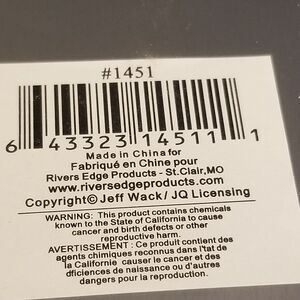 #1451
6 43323 14511 1
Made in China for
Fabriqué en Chine pour
Rivers Edge Products - St.Clair,MO
www.riversedgeproducts.com
Copyright© Jeff Wack / JQ Licensing
WARNING: This product contains chemicals
known to the State of California to cause
cancer and birth defects or other
reproductive harm.
AVERTISSEMENT: Ce produit contient des
agents chimiques reconnus dans l'tat de
la Californie causer le cancer et des
dficiences de naissance ou d'autres
dangers pour la reproduction.